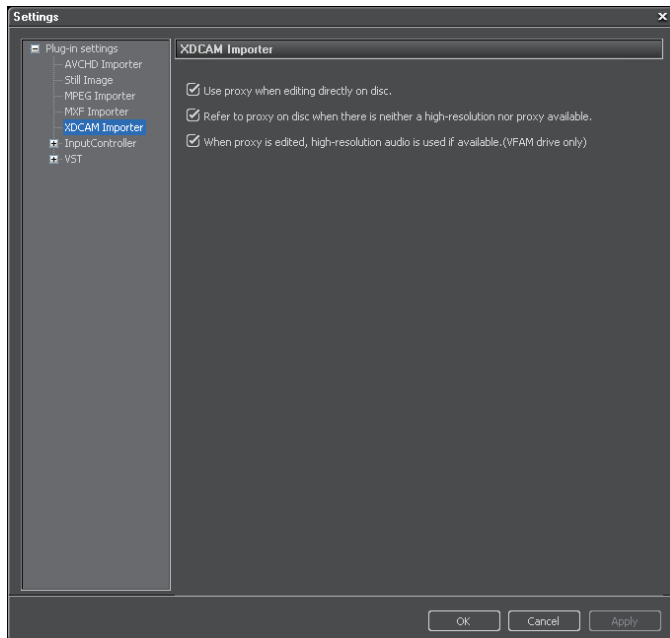 Settings
Plug-in settings
AVCHD Importer
Still Image
MPEG Importer
MXF Importer
XDCAM Importer
InputController
VST
XDCAM Importer
Use proxy when editing directly on disc.
Refer to proxy on disc when there is neither a high-resolution nor proxy available.
When proxy is edited, high-resolution audio is used if available.(VFAM drive only)
OK
Cancel
Apply